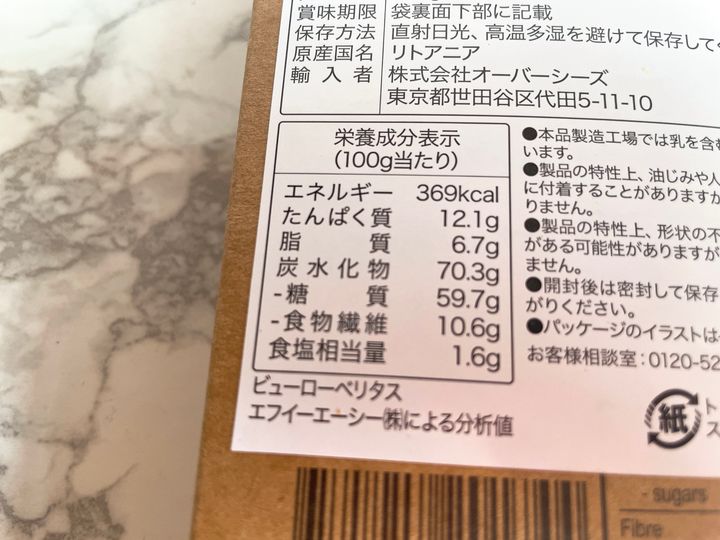 賞味期限 袋裏面下部に記載
保存方法 直射日光、高温多湿を避けて保存して
原産国名 リトアニア
輸入者 株式会社オーバーシーズ
東京都世田谷区代田5-11-10
栄養成分表示
(100g当たり)
エネルギー 369kcal
たんぱく質 12.1g
脂質 6.7g
炭水化物 70.3g
-糖質 59.7g
-食物繊維 10.6g
食塩相当量 1.6g
ビューローベリタス
エフイーエーシー㈱による分析値
●本品製造工場では乳を含む
います。
●製品の特性上、油じみや人
に付着することがありますが
りません。
●製品の特性上、形状の不
がある可能性がありますが
ません。
●開封後は密封して保存
がりください。
●パッケージのイラストは
お客様相談室:0120-52
紙
ト
ス
- sugars
Fibre